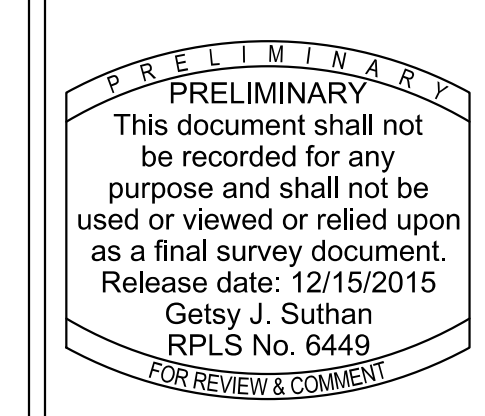 PRELIMINARY
PRELIMINARY
This document shall not
be recorded for any
purpose and shall not be
used or viewed or relied upon
as a final survey document.
Release date: 12/15/2015
Getsy J. Suthan
RPLS No. 6449
FOR REVIEW & COMMENT